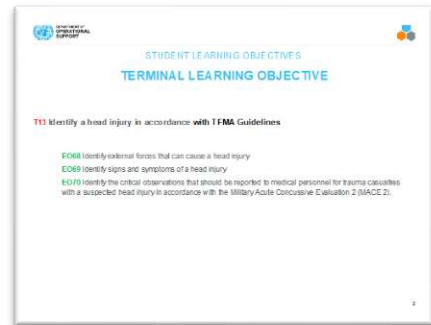 DEPARTMENT OF
OPERATIONAL
SUPPORT
STUDENT LEARNING OBJECTIVES
TERMINAL LEARNING OBJECTIVE
T13 Identify a head injury in accordance with TFMA Guidelines
EO68 Identify external forces that can cause a head injury
EO69 Identify signs and symptoms of a head injury
EO70 Identify the critical observations that should be reported to medical personnel for trauma casualties
with a suspected head injury in accordance with the Military Acute Concussive Evaluation 2 (MACE 2).
2